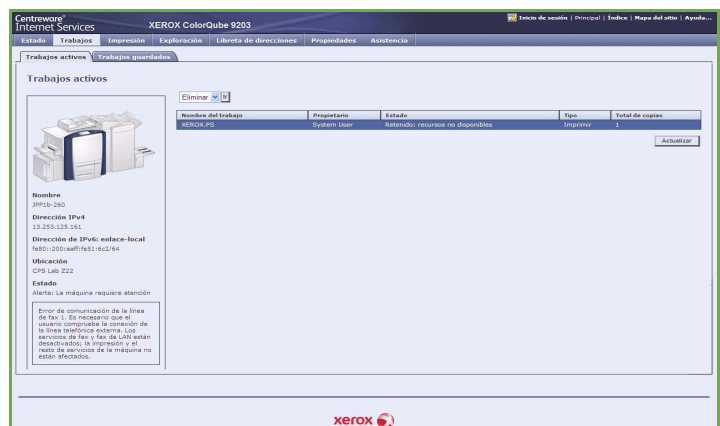 Centreware®
Internet Services
XEROX ColorQube 9203
Inicio de sesión | Principal | Índice | Mapa del sitio | Ayuda...
Estado Trabajos Impresión Exploración Libreta de direcciones Propiedades Asistencia
Trabajos activos Trabajos guardados
Trabajos activos
Eliminar Ir
Nombre del trabajo Propietario Estado Tipo Total de copias
XEROX.PS System User Retenido: recursos no disponibles Imprimir 1
Actualizar
Nombre
JPP1b-260
Dirección IPv4
13.253.125.161
Dirección de IPv6: enlace-local
fe80::200:aaff:fe51:6c2/64
Ubicación
CPS Lab Z22
Estado
Alerta: La máquina requiere atención
Error de comunicación de la línea
de fax 1. Es necesario que el
usuario compruebe la conexión de
la línea telefónica externa. Los
servicios de fax y fax de LAN están
desactivados; la impresión y el
resto de servicios de la máquina no
están afectados.
xerox